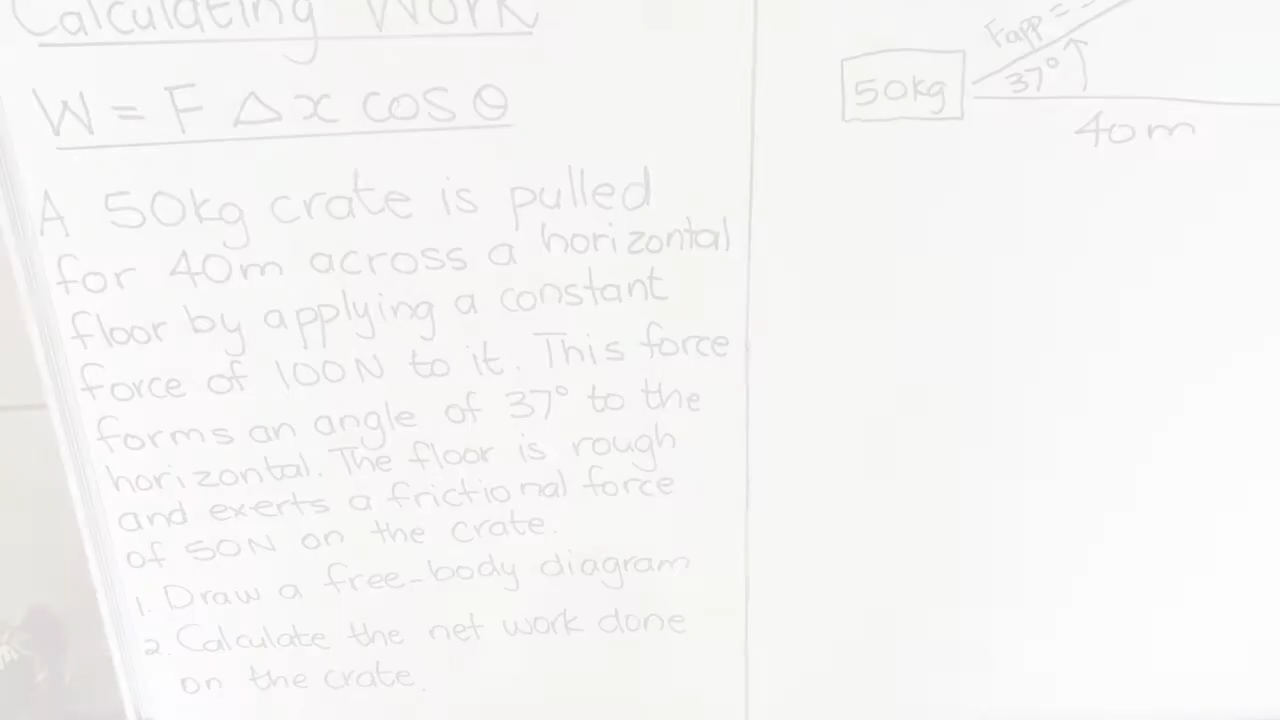 Calculating Work
W = F Δx cos θ
A 50kg crate is pulled
for 40m across a horizontal
floor by applying a constant
force of 100N to it. This force
forms an angle of 37° to the
horizontal. The floor is rough
and exerts a frictional force
of 50N on the crate.
1. Draw a free-body diagram
2. Calculate the net work done
on the crate.
Fapp =
37°
50kg
40m